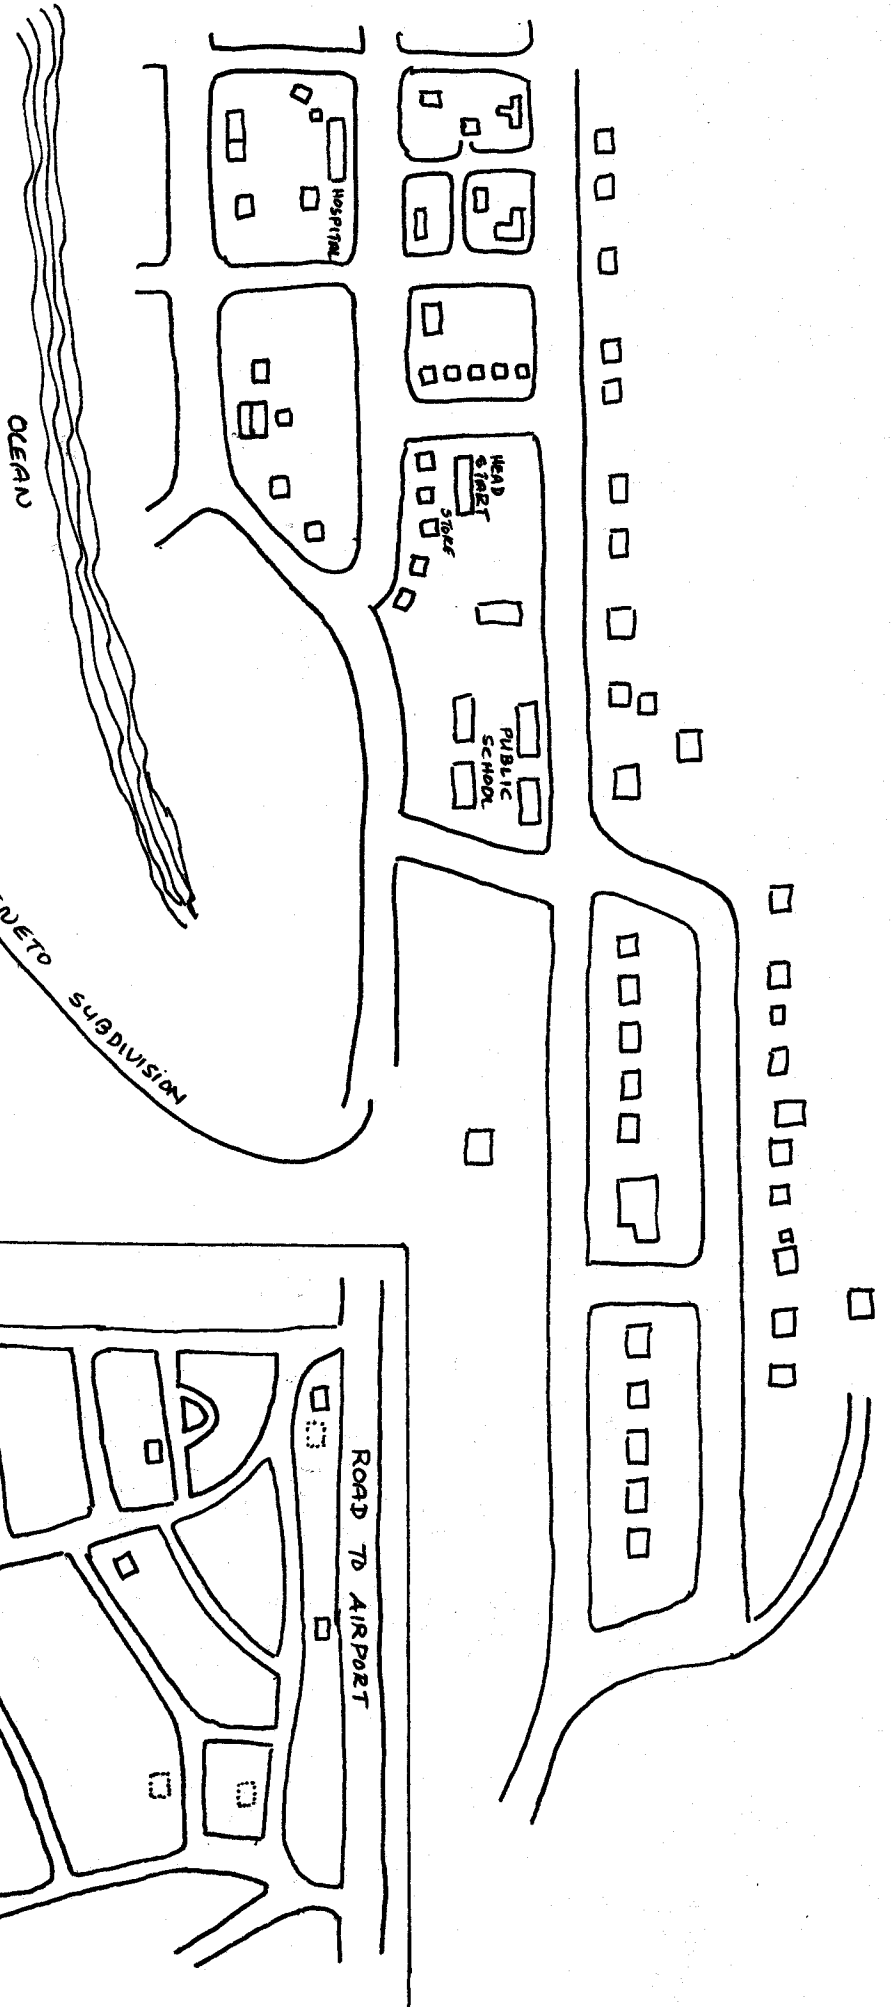 HOSPITAL
HEAD
START
STORE
PUBLIC
SCHOOL
OCEAN
SUBDIVISION
ROAD TO AIRPORT